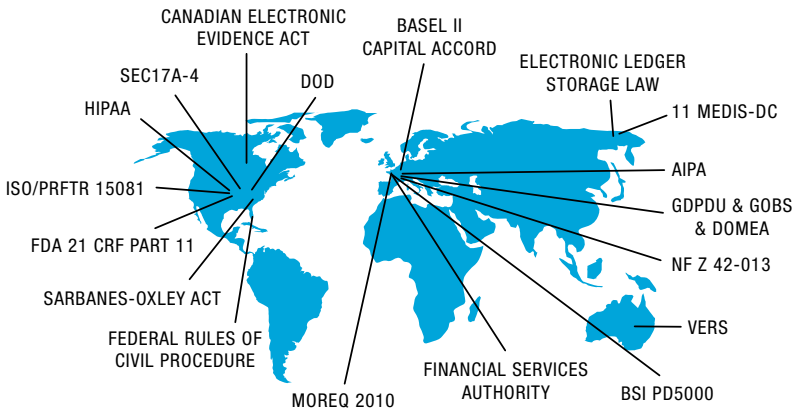 CANADIAN ELECTRONIC
EVIDENCE ACT
BASEL II
CAPITAL ACCORD
ELECTRONIC LEDGER
STORAGE LAW
SEC17A-4
DOD
HIPAA
11 MEDIS-DC
ISO/PRFTR 15081
AIPA
GDPDU & GOBS
& DOMEA
FDA 21 CRF PART 11
NF Z 42-013
SARBANES-OXLEY ACT
VERS
FEDERAL RULES OF
CIVIL PROCEDURE
FINANCIAL SERVICES
AUTHORITY
BSI PD5000
MOREQ 2010